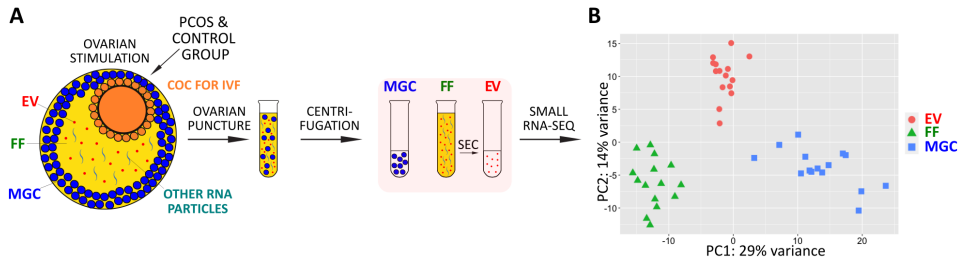 A
OVARIAN
STIMULATION
PCOS &
CONTROL
GROUP
COC FOR IVF
EV
FF
MGC
OTHER RNA
PARTICLES
OVARIAN
PUNCTURE
CENTRI-
FUGATION
MGC FF EV
SEC
SMALL
RNA-SEQ
B
PC2: 14% variance
15
10
5
0
-5
-10
-10 0 10 20
PC1: 29% variance
EV
FF
MGC